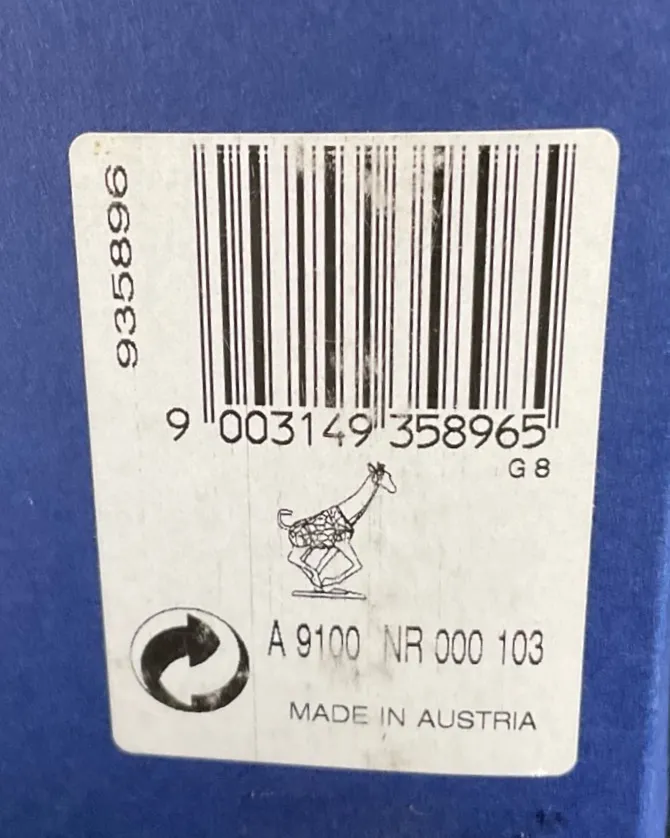 935896
9 003149 358965
G 8
A 9100 NR 000 103
MADE IN AUSTRIA